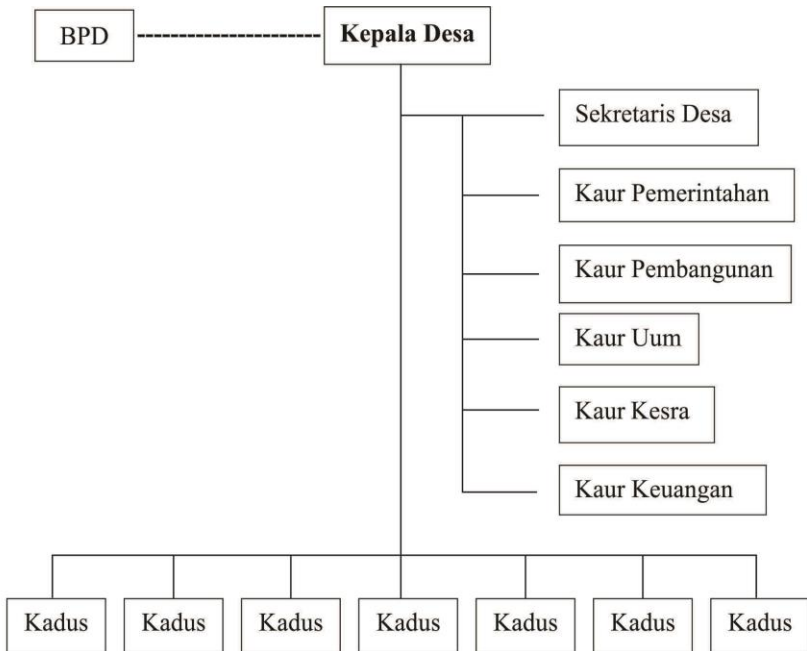 BPD
Kepala Desa
Sekretaris Desa
Kaur Pemerintahan
Kaur Pembangunan
Kaur Uum
Kaur Kesra
Kaur Keuangan
Kadus
Kadus
Kadus
Kadus
Kadus
Kadus
Kadus